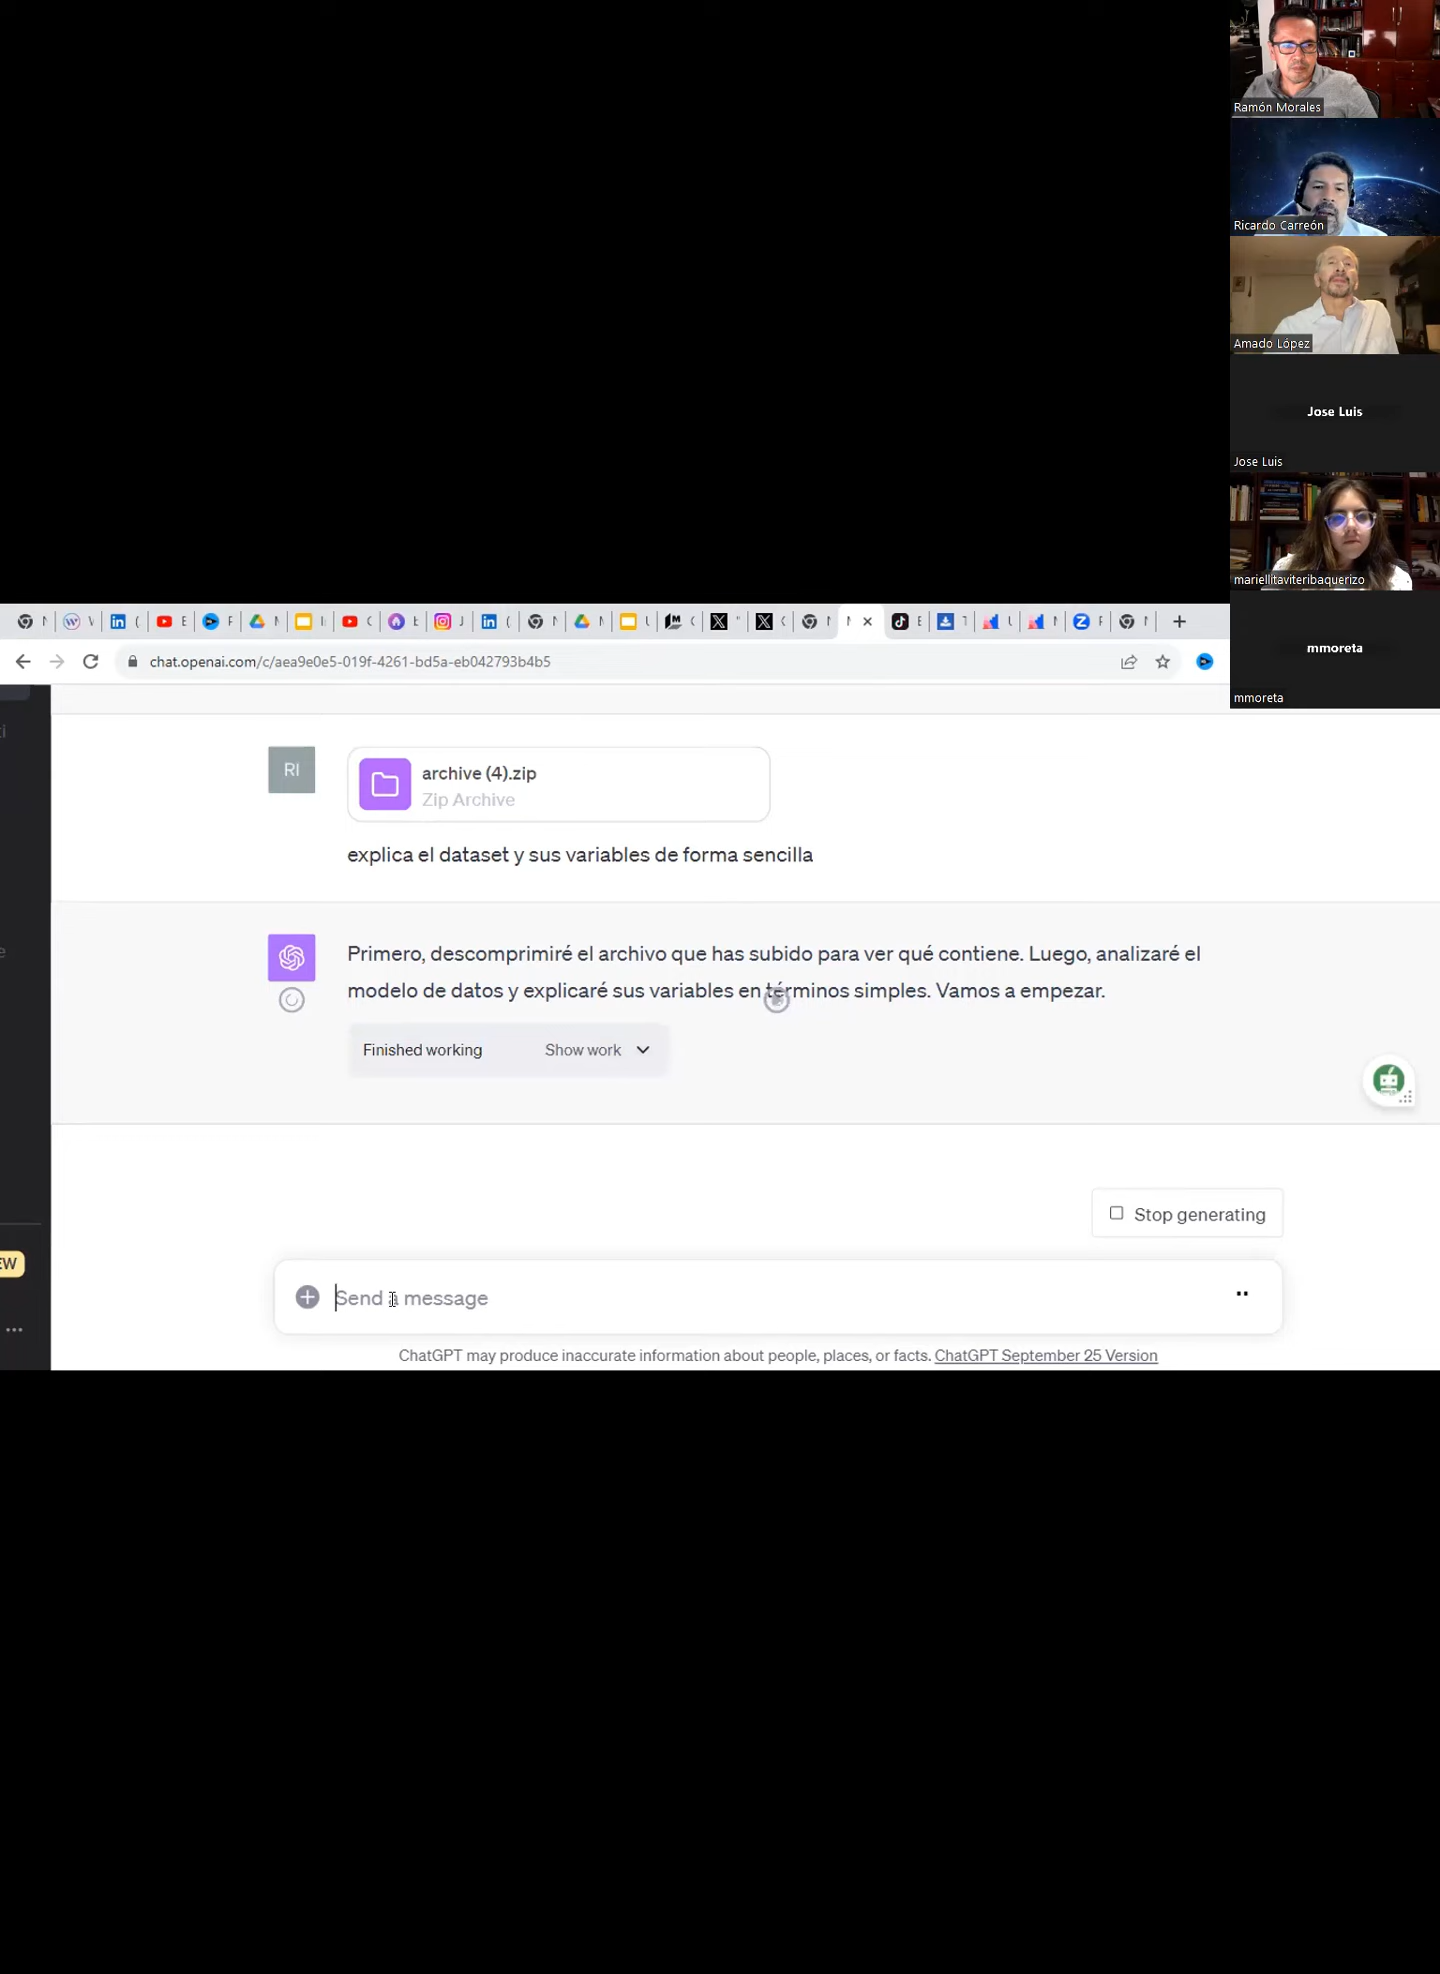 Ramón Morales
Ricardo Carreón
Amado López
Jose Luis
Jose Luis
mariellitaviteribaquerizo
mmoreta
mmoreta
chat.openai.com/c/aea9e0e5-019f-4261-bd5a-eb042793b4b5
RI
archive (4).zip
Zip Archive
explica el dataset y sus variables de forma sencilla
Primero, descomprimiré el archivo que has subido para ver qué contiene. Luego, analizaré el
modelo de datos y explicaré sus variables en términos simples. Vamos a empezar.
Finished working Show work
Stop generating
EW
Send a message
ChatGPT may produce inaccurate information about people, places, or facts. ChatGPT September 25 Version